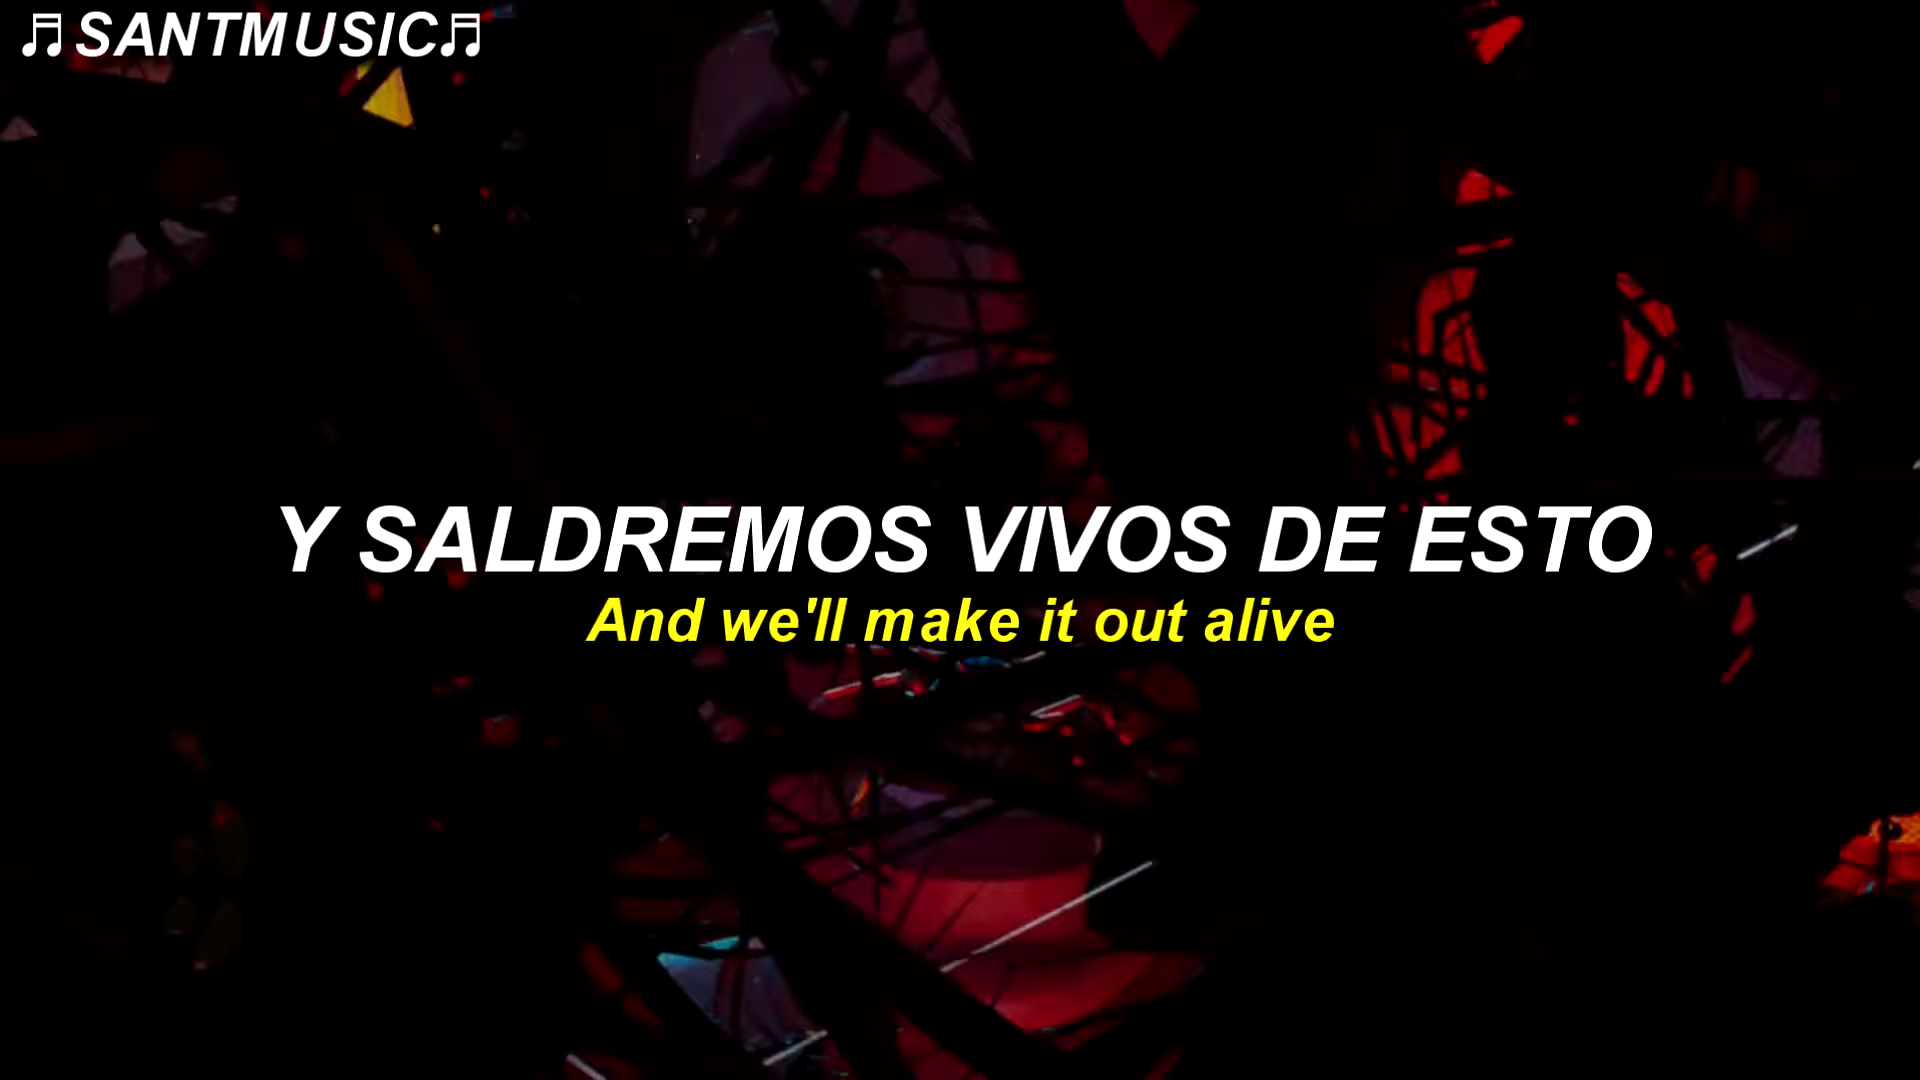 ♬SANTMUSIC♬
Y SALDREMOS VIVOS DE ESTO
And we'll make it out alive